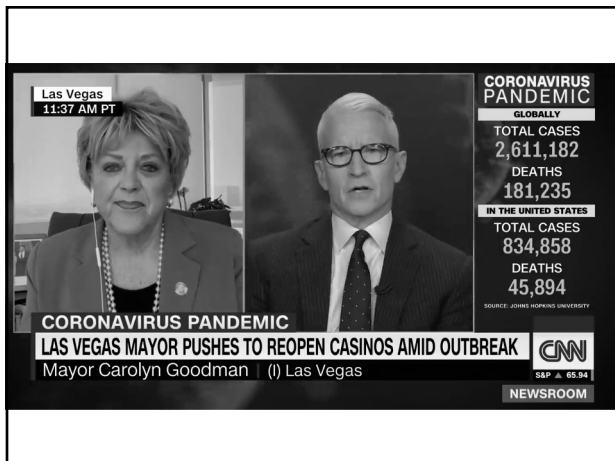 Las Vegas
11:37 AM PT
CORONAVIRUS
PANDEMIC
GLOBALLY
TOTAL CASES
2,611,182
DEATHS
181,235
IN THE UNITED STATES
TOTAL CASES
834,858
DEATHS
45,894
SOURCE: JOHNS HOPKINS UNIVERSITY
CORONAVIRUS PANDEMIC
LAS VEGAS MAYOR PUSHES TO REOPEN CASINOS AMID OUTBREAK
Mayor Carolyn Goodman | (I) Las Vegas
CNN
S&P ▲ 65.94
NEWSROOM